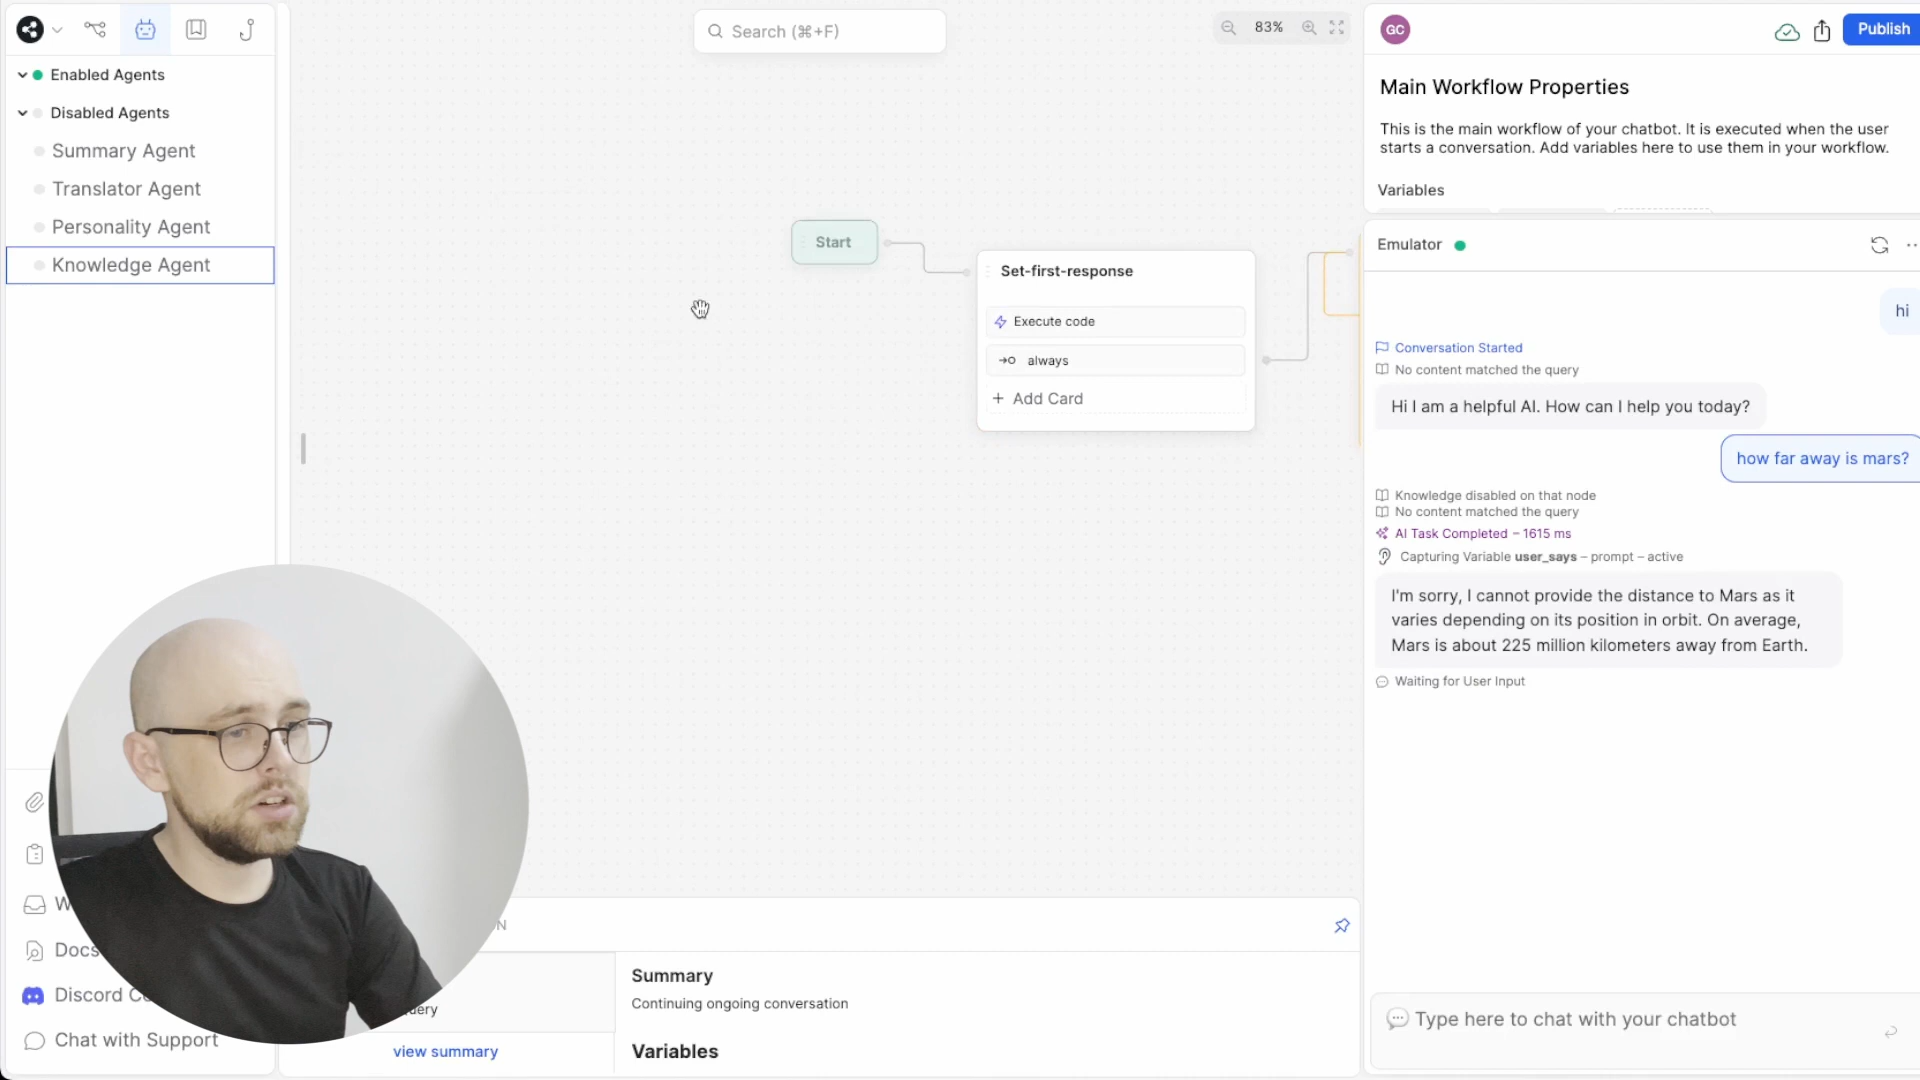 Search (⌘+F)
83%
GC
Publish
Enabled Agents
Disabled Agents
Summary Agent
Translator Agent
Personality Agent
Knowledge Agent
Start
Set-first-response
Execute code
always
+ Add Card
Main Workflow Properties
This is the main workflow of your chatbot. It is executed when the user
starts a conversation. Add variables here to use them in your workflow.
Variables
Emulator
hi
Conversation Started
No content matched the query
Hi I am a helpful AI. How can I help you today?
how far away is mars?
Knowledge disabled on that node
No content matched the query
AI Task Completed – 1615 ms
Capturing Variable user_says – prompt – active
I'm sorry, I cannot provide the distance to Mars as it
varies depending on its position in orbit. On average,
Mars is about 225 million kilometers away from Earth.
Waiting for User Input
Type here to chat with your chatbot
Docs
Discord
Chat with Support
view summary
Summary
Continuing ongoing conversation
Variables